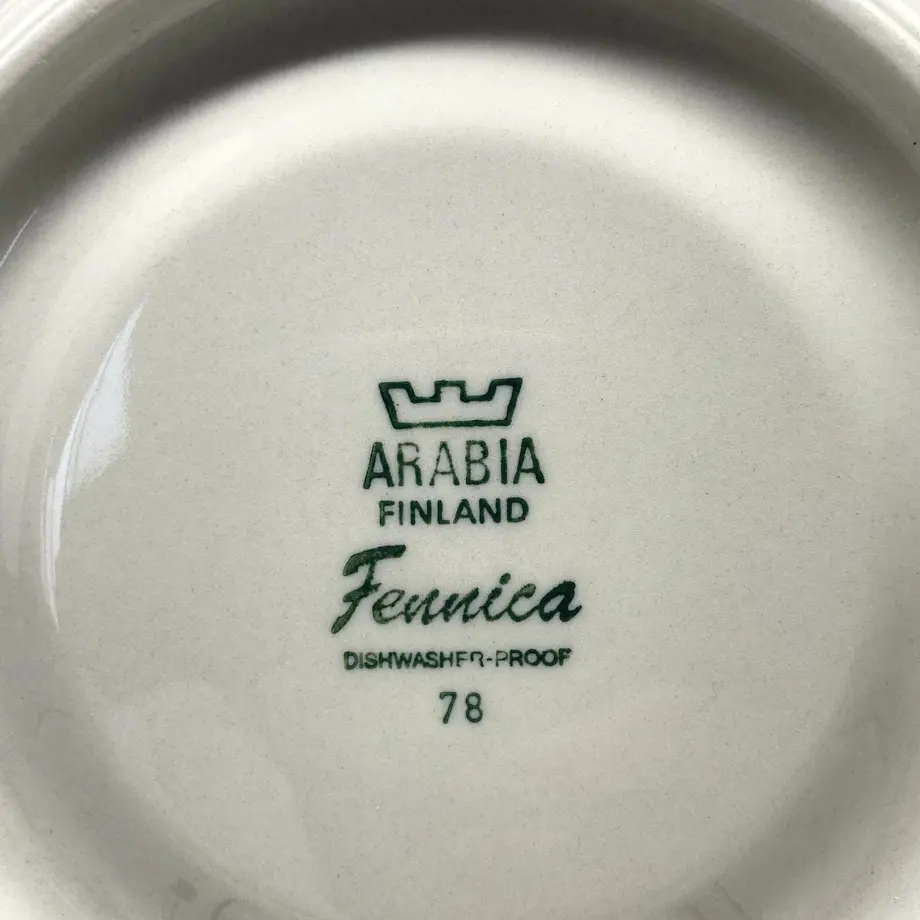 ARABIA
FINLAND
Fennica
DISHWASHER-PROOF
78